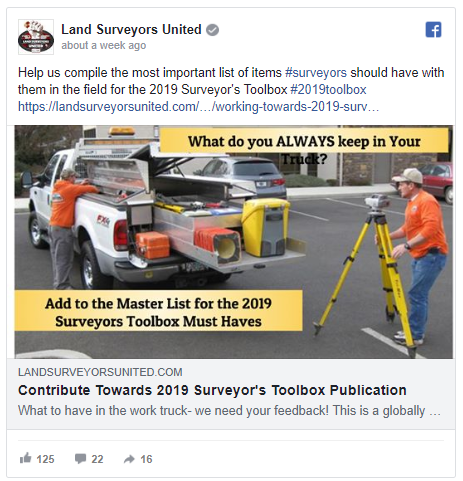 Land Surveyors United
about a week ago
Help us compile the most important list of items #surveyors should have with
them in the field for the 2019 Surveyor's Toolbox #2019toolbox
https://landsurveyorsunited.com/…/working-towards-2019-surv…
What do you ALWAYS keep in Your
Truck?
Add to the Master List for the 2019
Surveyors Toolbox Must Haves
LANDSURVEYORSUNITED.COM
Contribute Towards 2019 Surveyor's Toolbox Publication
What to have in the work truck- we need your feedback! This is a globally ...
125 22 16